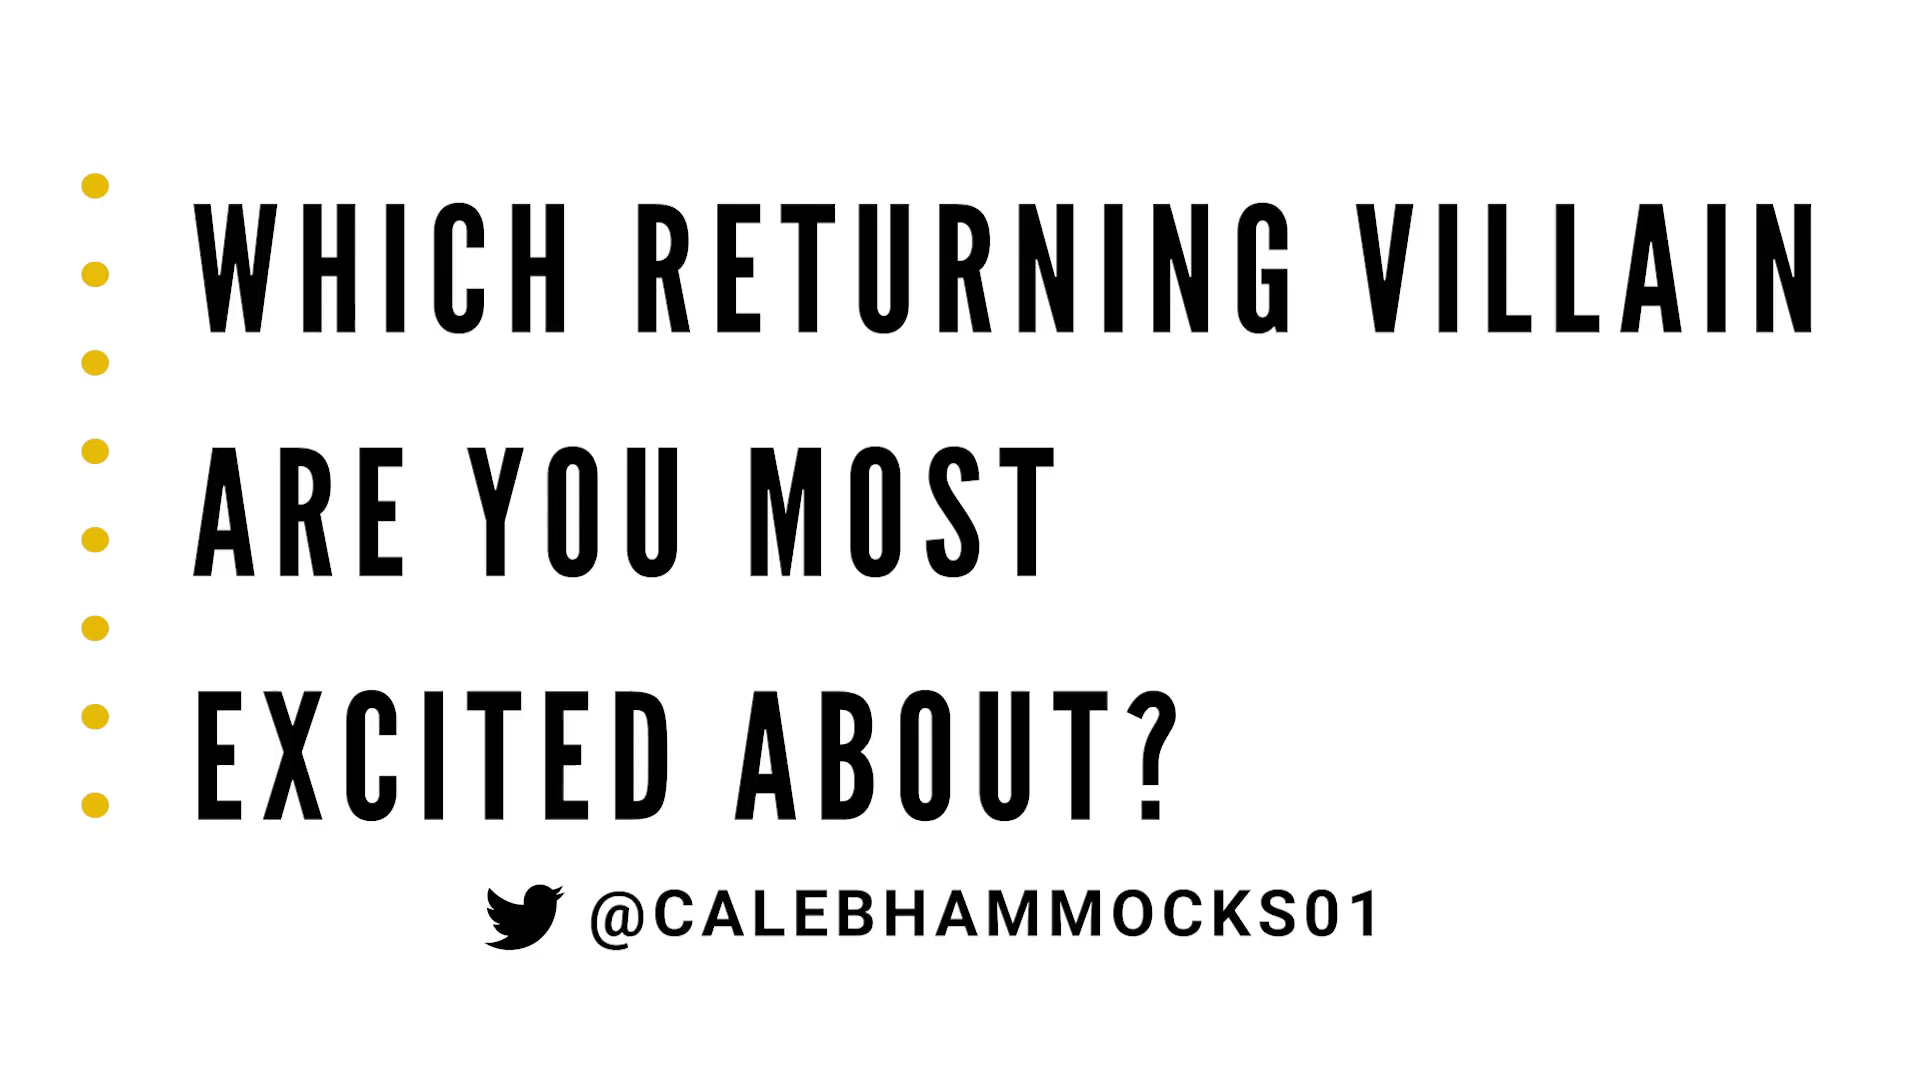 WHICH RETURNING VILLAIN
ARE YOU MOST
EXCITED ABOUT?
@CALEBHAMMOCKS01